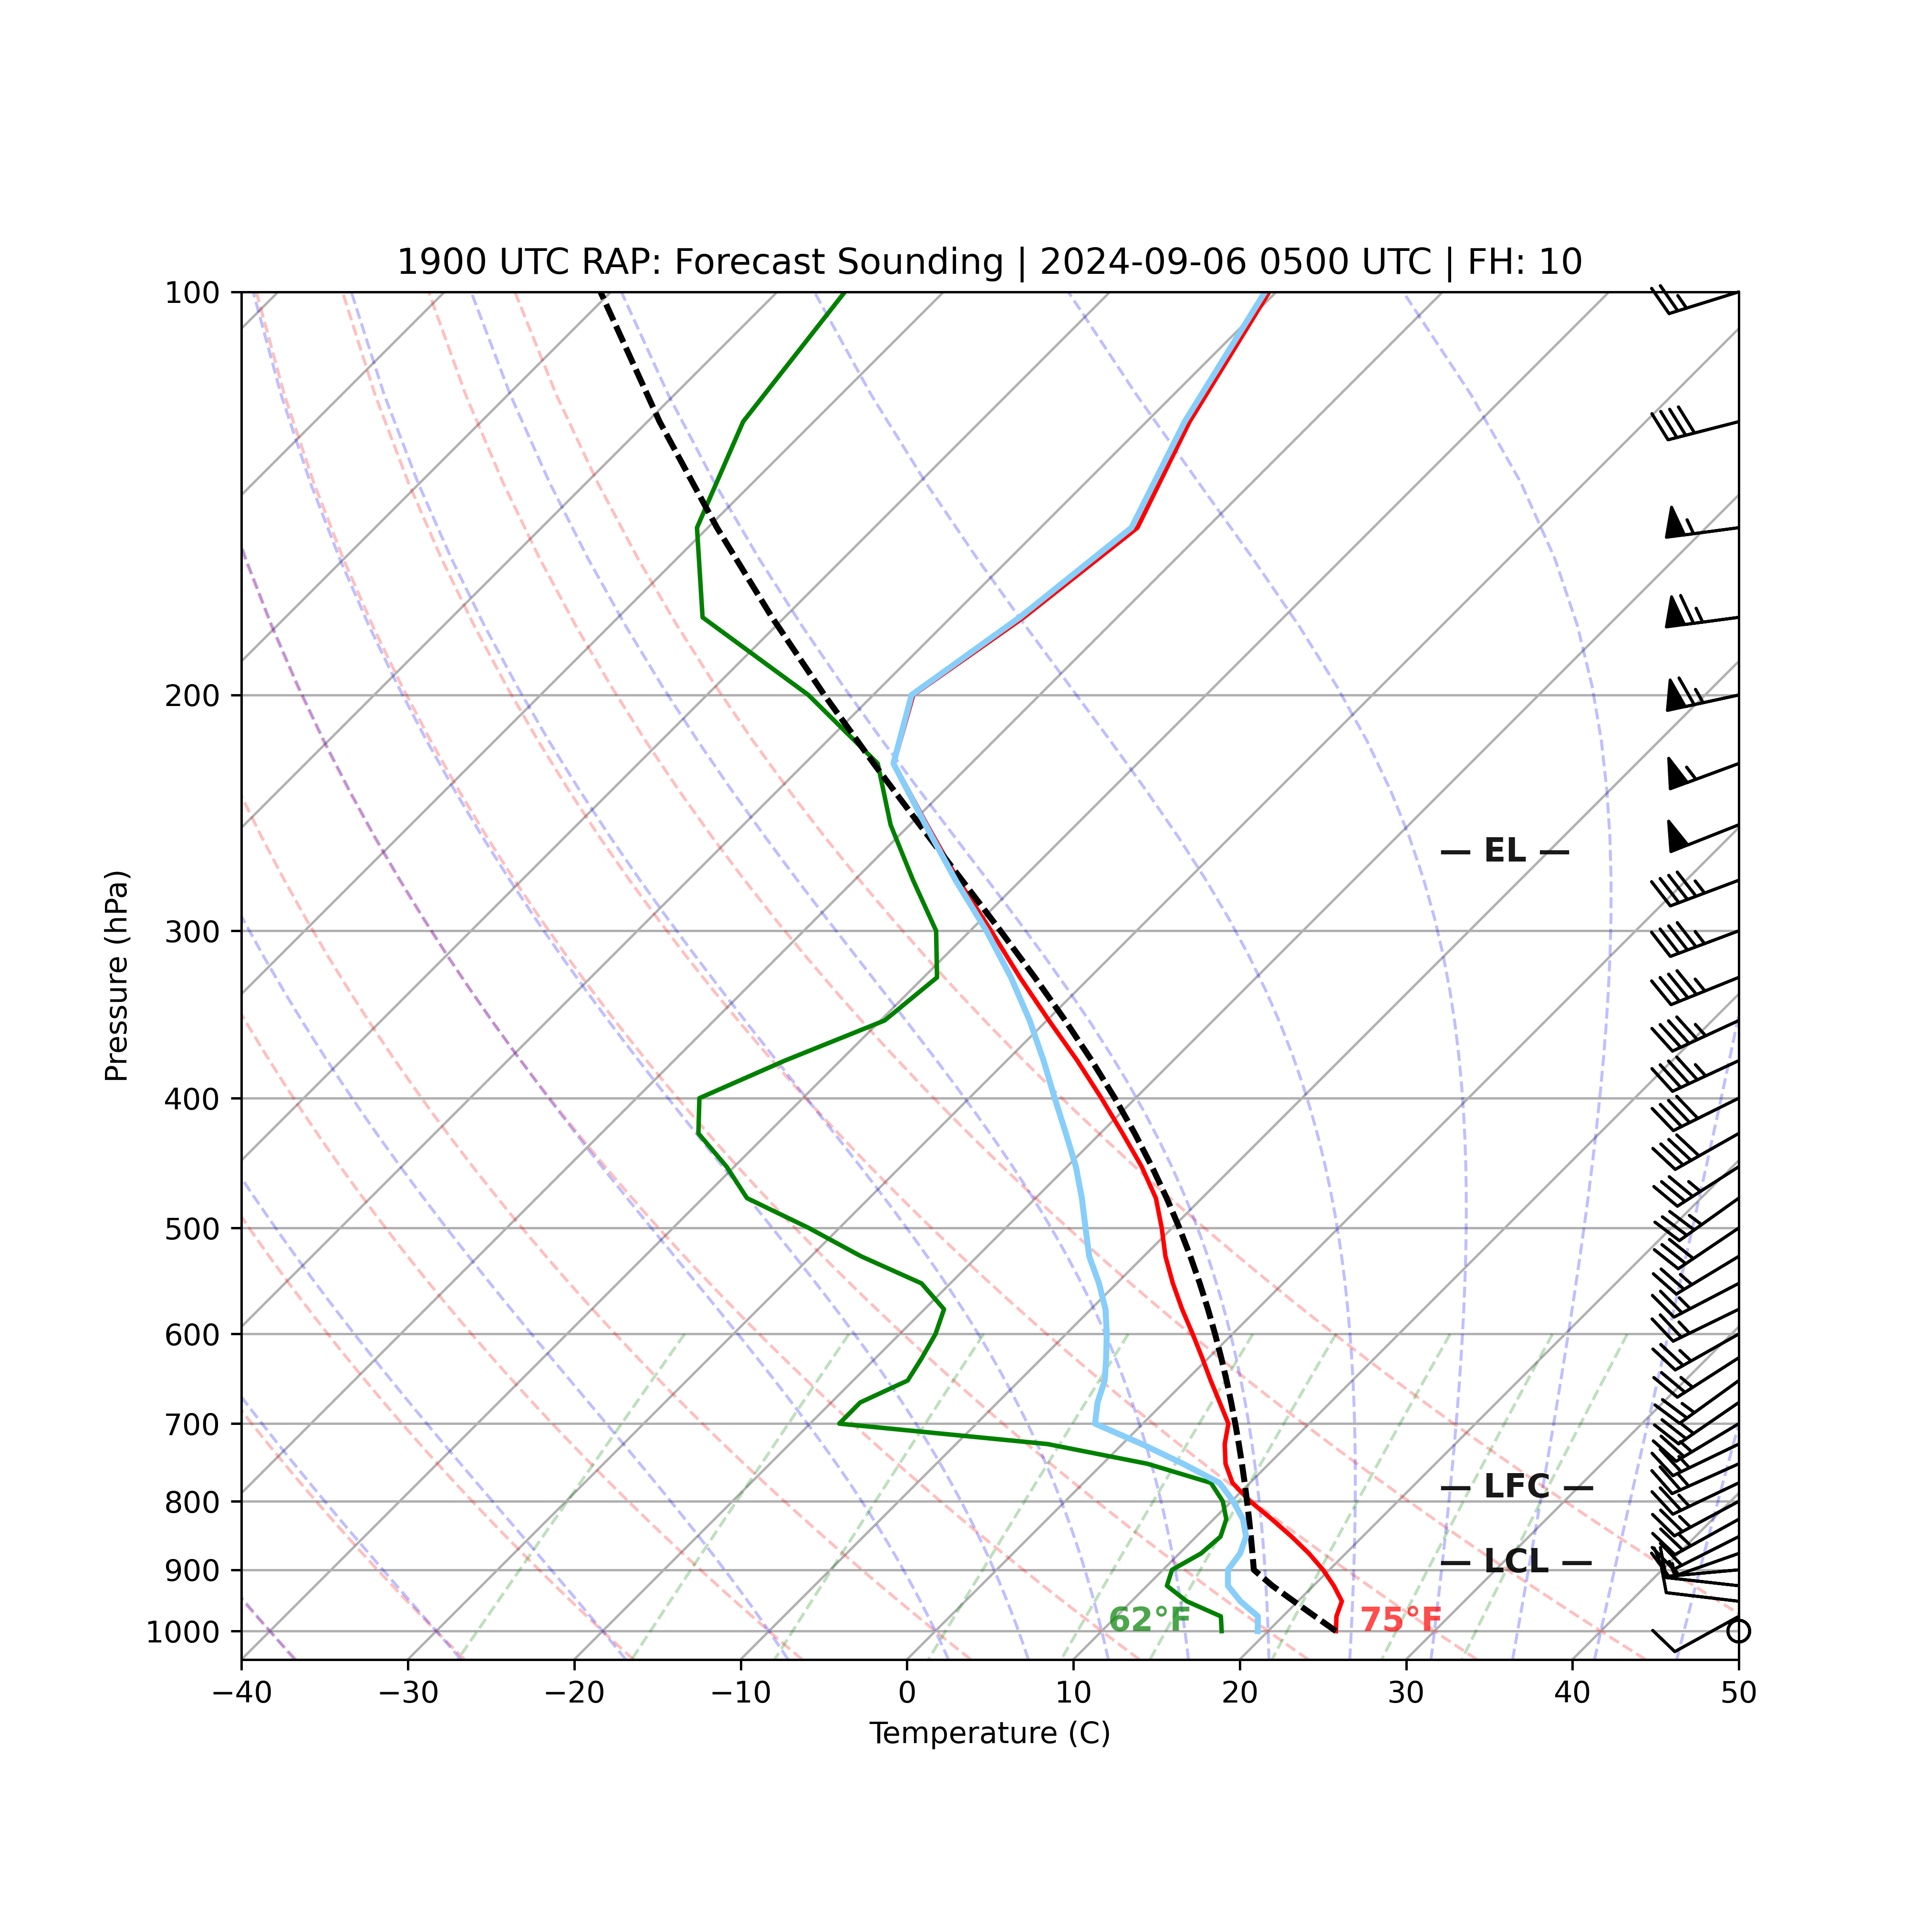 1900 UTC RAP: Forecast Sounding | 2024-09-06 0500 UTC | FH: 10
100
200
— EL —
300
400
500
600
700
— LFC —
800
— LCL —
900
62°F 75°F
1000
Pressure (hPa)
−40 −30 −20 −10 0 10 20 30 40 50
Temperature (C)